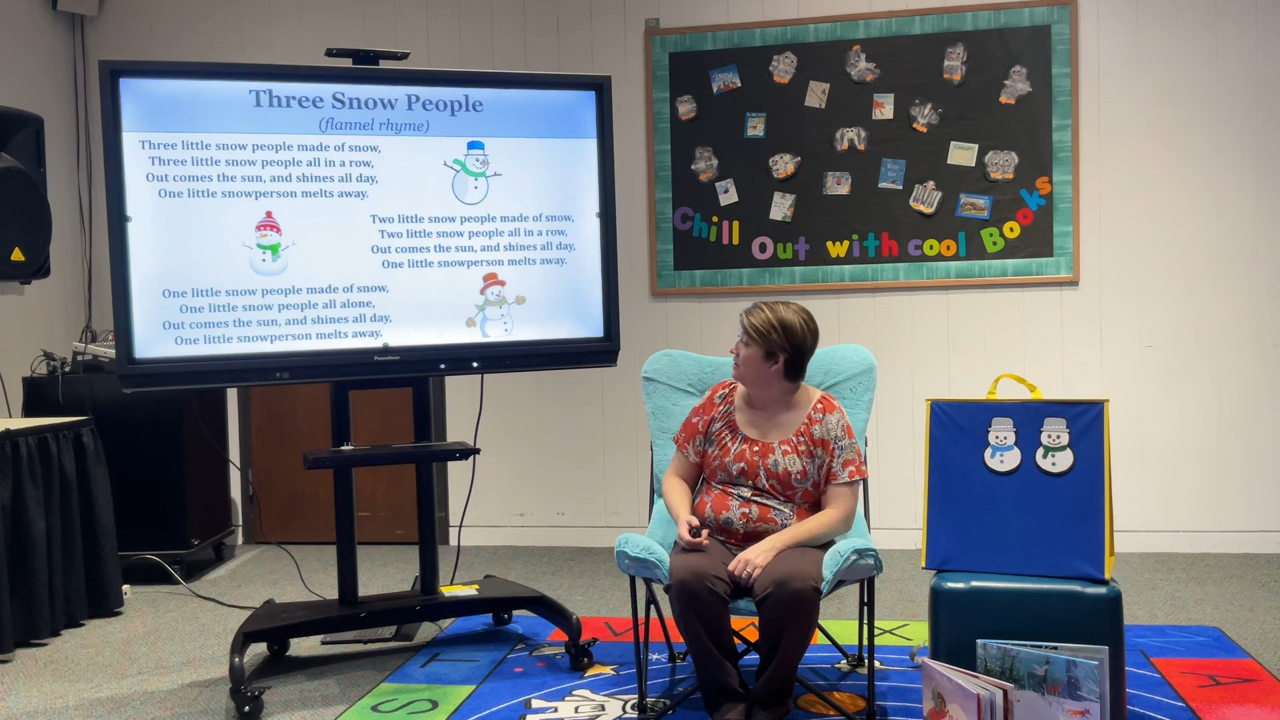 Three Snow People
(flannel rhyme)
Three little snow people made of snow,
Three little snow people all in a row,
Out comes the sun, and shines all day,
One little snowperson melts away.
Two little snow people made of snow,
Two little snow people all in a row,
Out comes the sun, and shines all day,
One little snowperson melts away.
One little snow people made of snow,
One little snow people all alone,
Out comes the sun, and shines all day,
One little snowperson melts away.
Promethean
Chill Out with cool Books
S
T
V
X
A